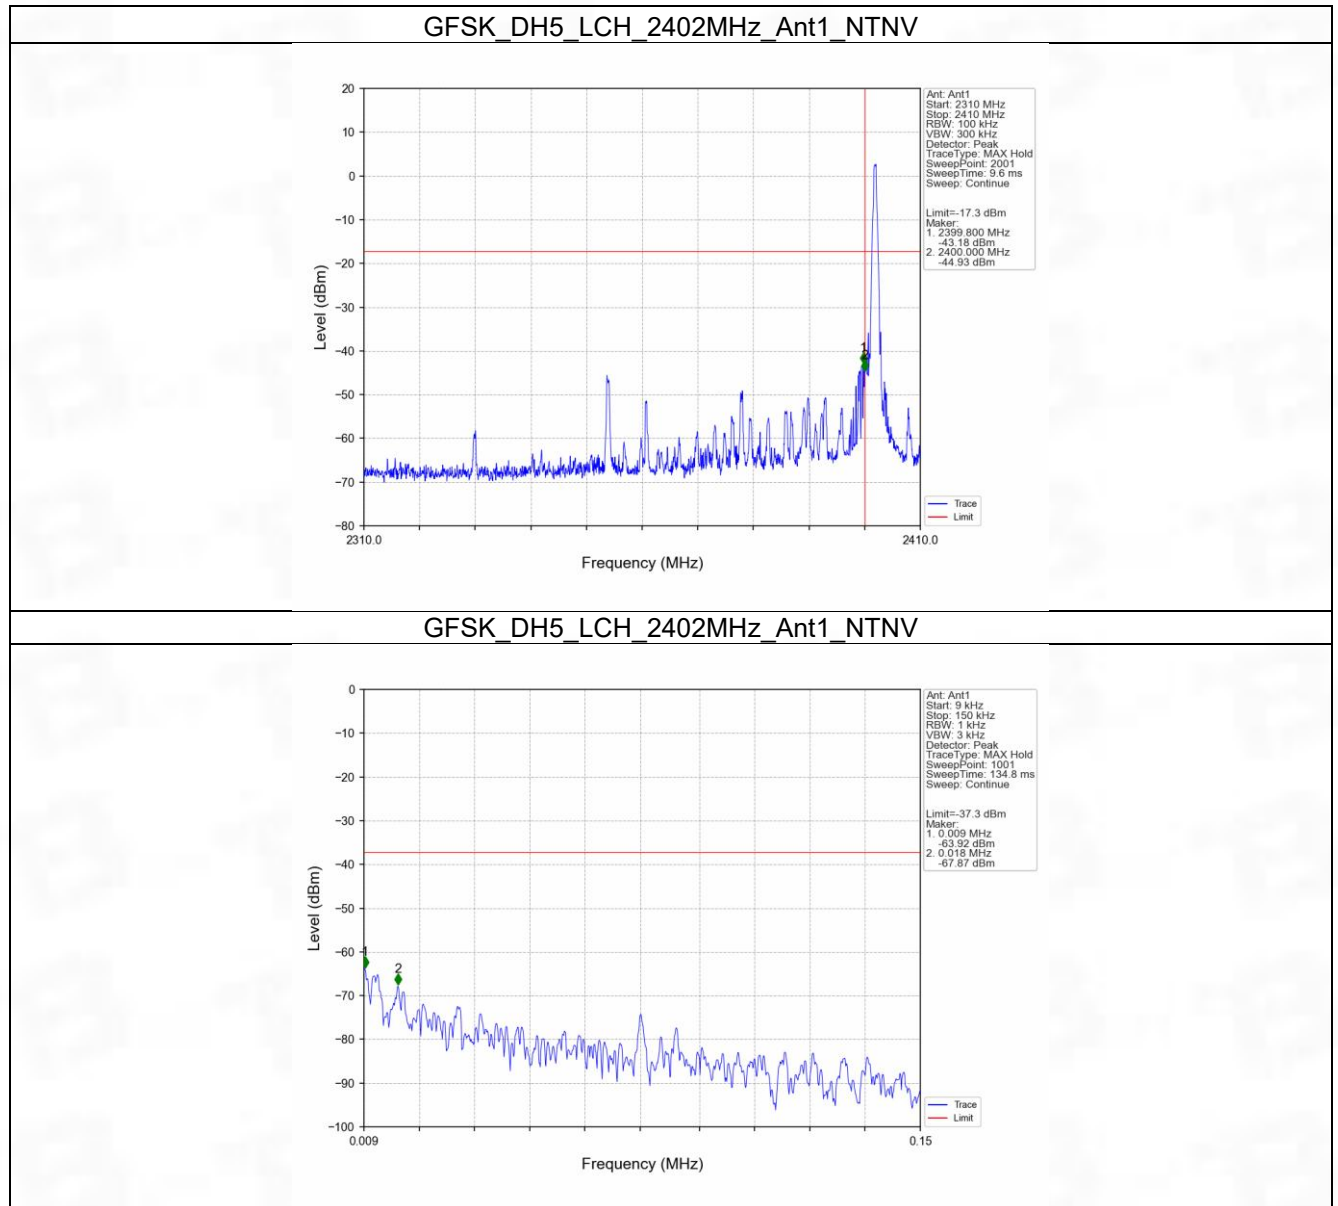 GFSK_DH5_LCH_2402MHz_Ant1_NTNV
20
10
0
−10
−20
−30
−40
−50
−60
−70
−80
Level (dBm)
1
2
2310.0
2410.0
Frequency (MHz)
Ant: Ant1
Start: 2310 MHz
Stop: 2410 MHz
RBW: 100 kHz
VBW: 300 kHz
Detector: Peak
TraceType: MAX Hold
SweepPoint: 2001
SweepTime: 9.6 ms
Sweep: Continue
Limit=-17.3 dBm
Maker:
1. 2399.800 MHz
-43.18 dBm
2. 2400.000 MHz
-44.93 dBm
Trace
Limit
GFSK_DH5_LCH_2402MHz_Ant1_NTNV
0
−10
−20
−30
−40
−50
−60
−70
−80
−90
−100
Level (dBm)
1
2
0.009
0.15
Frequency (MHz)
Ant: Ant1
Start: 9 kHz
Stop: 150 kHz
RBW: 1 kHz
VBW: 3 kHz
Detector: Peak
TraceType: MAX Hold
SweepPoint: 1001
SweepTime: 134.8 ms
Sweep: Continue
Limit=-37.3 dBm
Maker:
1. 0.009 MHz
-63.92 dBm
2. 0.018 MHz
-67.87 dBm
Trace
Limit